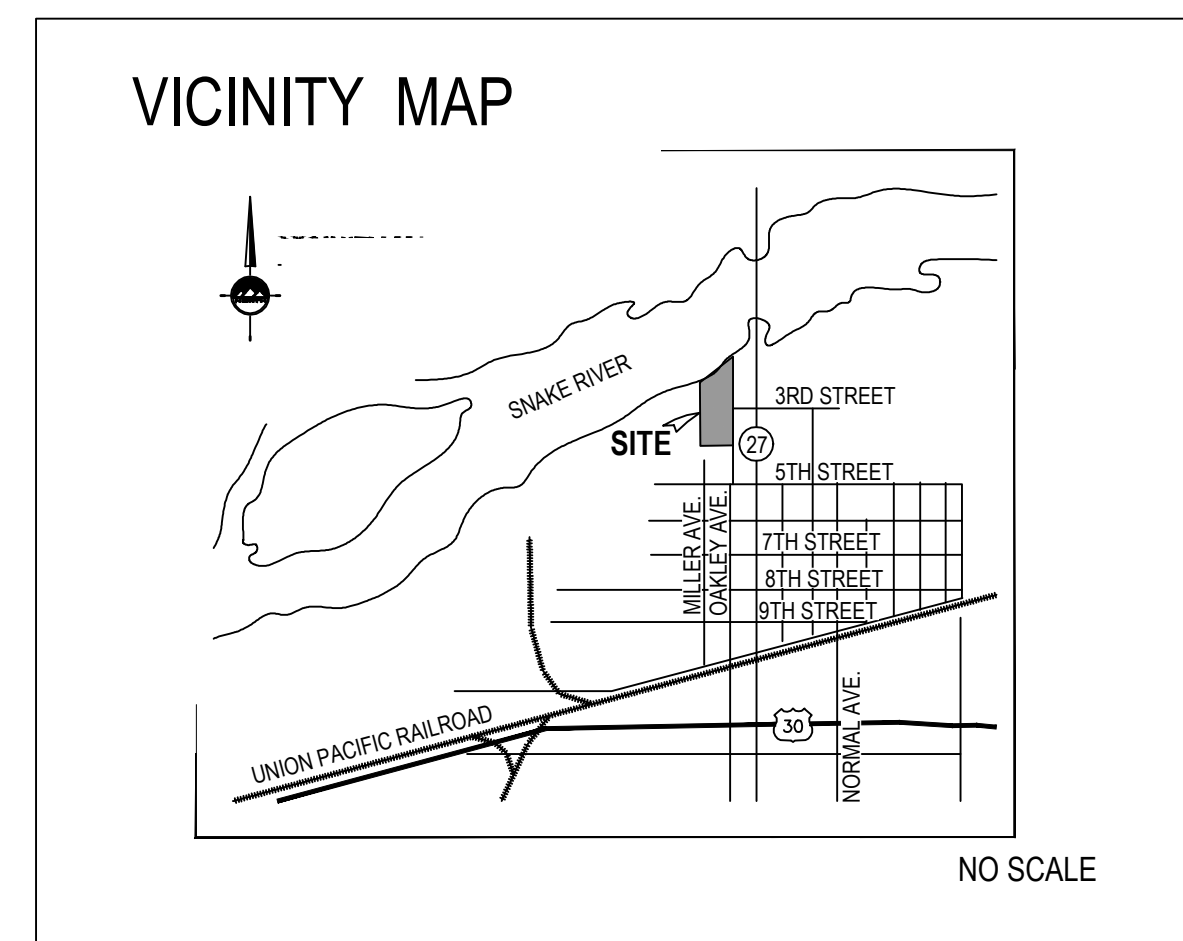 VICINITY MAP
SNAKE RIVER
3RD STREET
SITE
27
5TH STREET
MILLER AVE.
OAKLEY AVE.
7TH STREET
8TH STREET
9TH STREET
UNION PACIFIC RAILROAD
30
NORMAL AVE.
NO SCALE